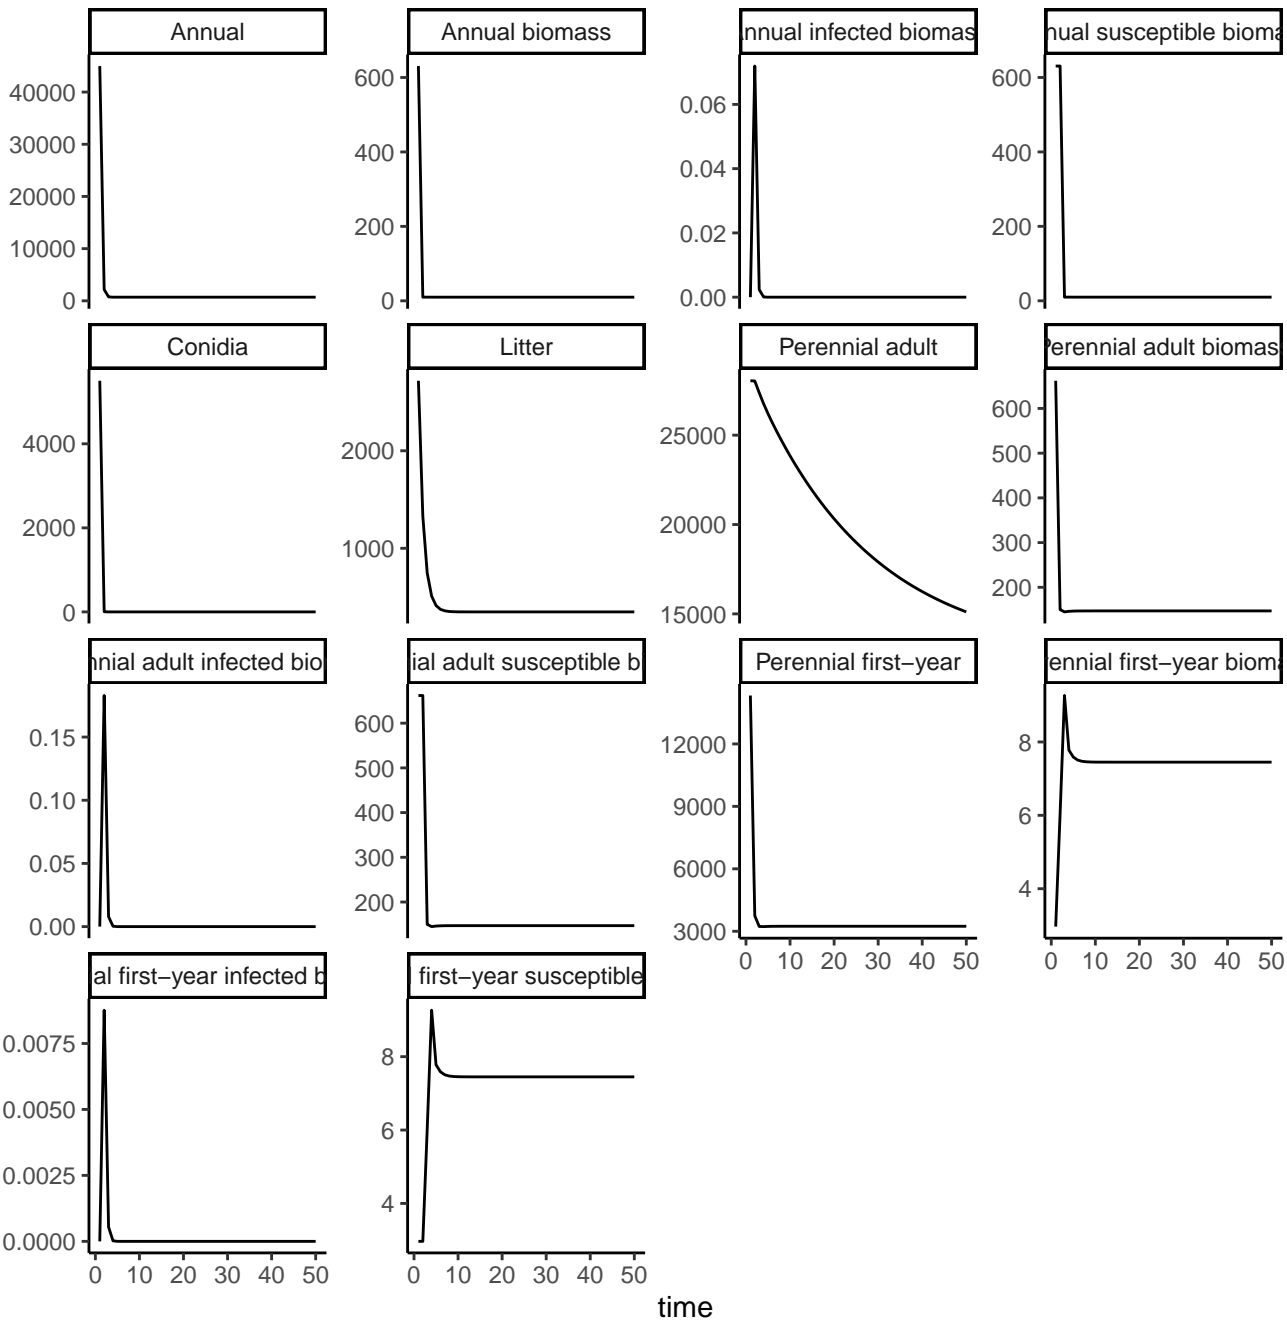 Annual
Annual biomass
nnual infected biomas
nual susceptible bioma
40000
30000
20000
10000
0
600
400
200
0
0.06
0.04
0.02
0.00
600
400
200
0
Conidia
Litter
Perennial adult
Perennial adult biomas
4000
2000
0
2000
1000
25000
20000
15000
600
500
400
300
200
nnial adult infected bio
ial adult susceptible b
Perennial first−year
rennial first−year bioma
0.15
0.10
0.05
0.00
600
500
400
300
200
12000
9000
6000
3000
8
6
4
0 10 20 30 40 50
0 10 20 30 40 50
al first−year infected b
first−year susceptible
0.0075
0.0050
0.0025
0.0000
8
6
4
0 10 20 30 40 50
0 10 20 30 40 50
time